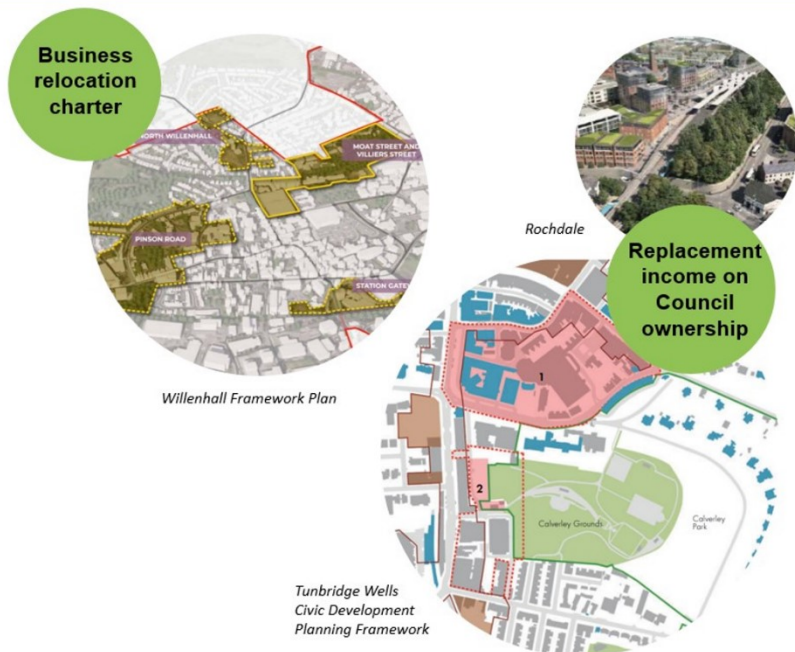 Business
relocation
charter
NORTH WILLENHALL
MOAT STREET AND
VILLIERS STREET
PINSON ROAD
STATION
Willenhall Framework Plan
Rochdale
Replacement
income on
Council
ownership
1
2
Calverley Grounds
Calverley
Park
Tunbridge Wells
Civic Development
Planning Framework